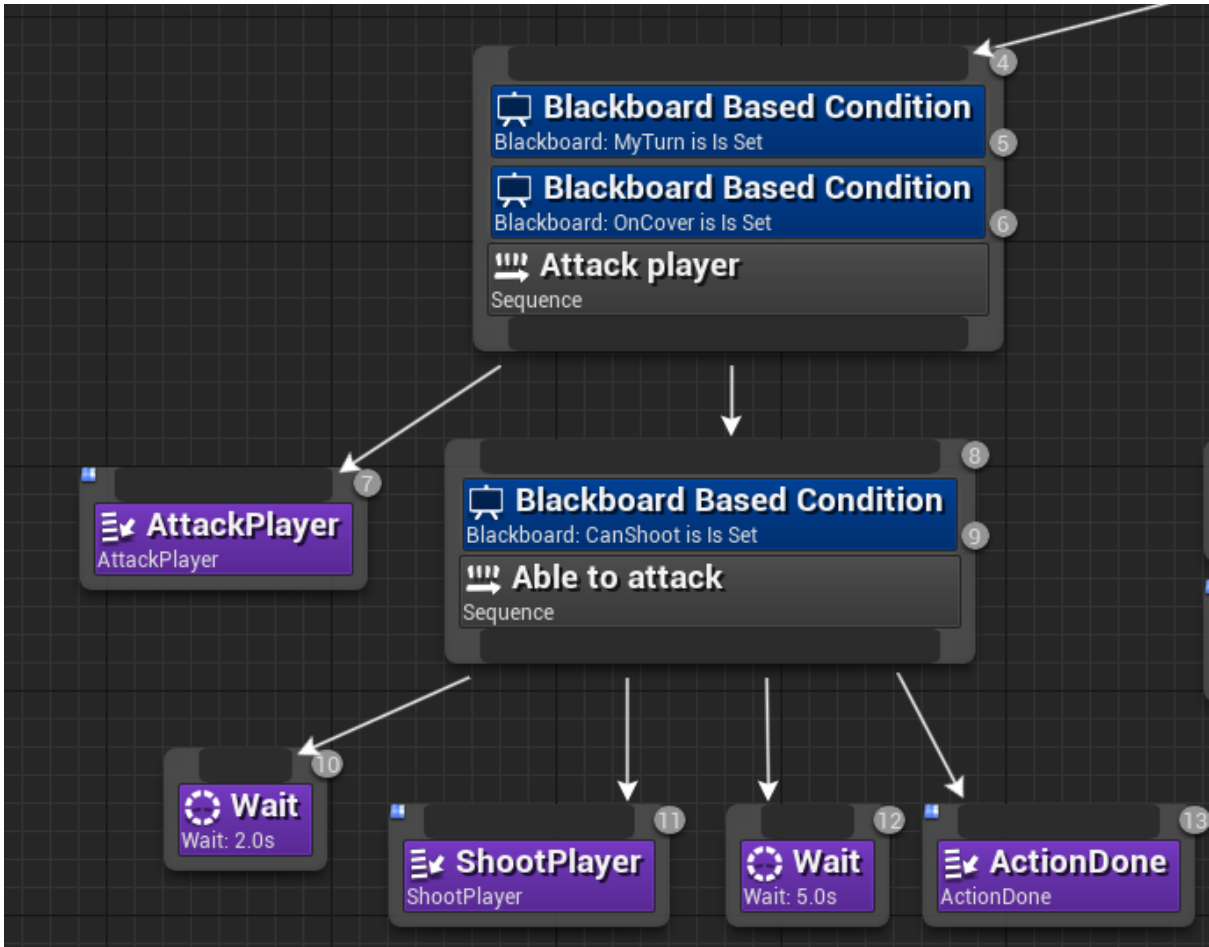 4
Blackboard Based Condition
Blackboard: MyTurn is Is Set
5
Blackboard Based Condition
Blackboard: OnCover is Is Set
6
Attack player
Sequence
7
AttackPlayer
AttackPlayer
8
Blackboard Based Condition
Blackboard: CanShoot is Is Set
9
Able to attack
Sequence
10
Wait
Wait: 2.0s
11
ShootPlayer
ShootPlayer
12
Wait
Wait: 5.0s
13
ActionDone
ActionDone